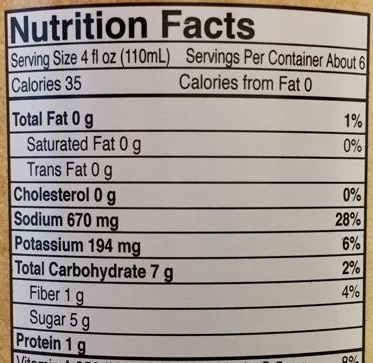 Nutrition Facts
Serving Size 4 fl oz (110mL) Servings Per Container About 6
Calories 35 Calories from Fat 0
Total Fat 0 g 1%
Saturated Fat 0 g 0%
Trans Fat 0 g
Cholesterol 0 g 0%
Sodium 670 mg 28%
Potassium 194 mg 6%
Total Carbohydrate 7 g 2%
Fiber 1 g 4%
Sugar 5 g
Protein 1 g